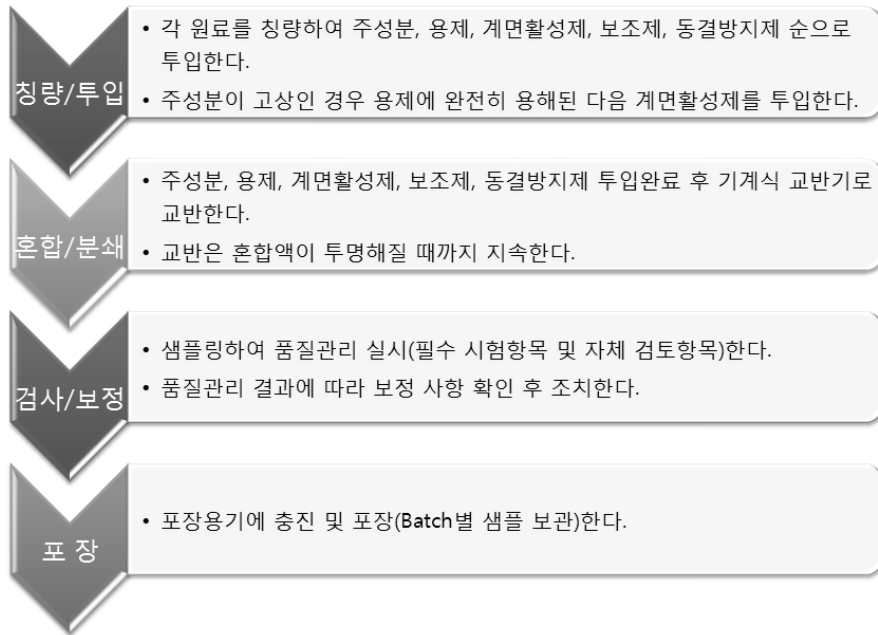 칭량/투입
• 각 원료를 칭량하여 주성분, 용제, 계면활성제, 보조제, 동결방지제 순으로
투입한다.
• 주성분이 고상인 경우 용제에 완전히 용해된 다음 계면활성제를 투입한다.
혼합/분쇄
• 주성분, 용제, 계면활성제, 보조제, 동결방지제 투입완료 후 기계식 교반기로
교반한다.
• 교반은 혼합액이 투명해질 때까지 지속한다.
검사/보정
• 샘플링하여 품질관리 실시(필수 시험항목 및 자체 검토항목)한다.
• 품질관리 결과에 따라 보정 사항 확인 후 조치한다.
포 장
• 포장용기에 충진 및 포장(Batch별 샘플 보관)한다.